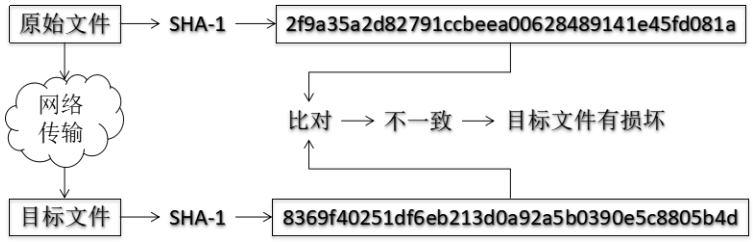 原始文件 SHA-1 2f9a35a2d82791ccbeea00628489141e45fd081a
网络
传输
比对 不一致 目标文件有损坏
目标文件 SHA-1 8369f40251df6eb213d0a92a5b0390e5c8805b4d